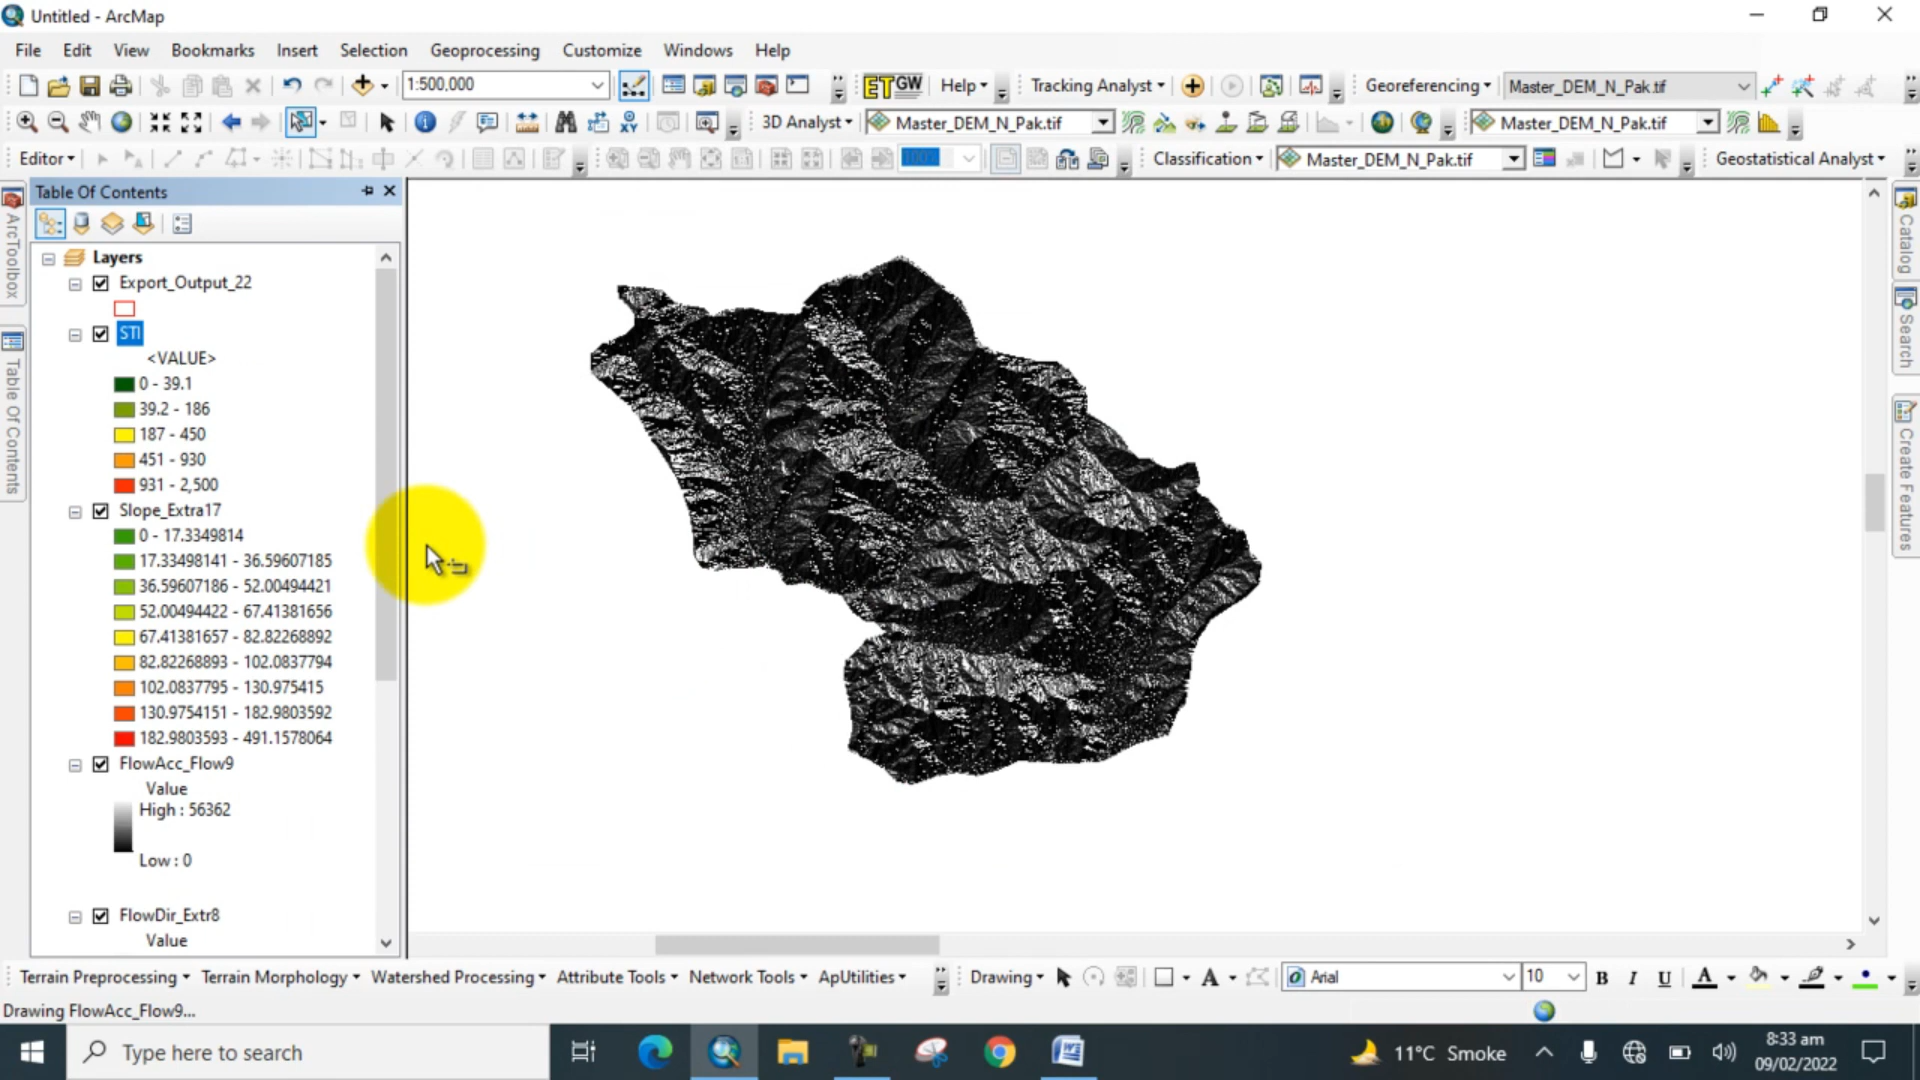 Untitled - ArcMap
File Edit View Bookmarks Insert Selection Geoprocessing Customize Windows Help
1:500,000 ET GW Help Tracking Analyst Georeferencing Master_DEM_N_Pak.tif
3D Analyst Master_DEM_N_Pak.tif Master_DEM_N_Pak.tif
Editor Classification Master_DEM_N_Pak.tif Geostatistical Analyst
Table Of Contents
ArcToolbox
Table Of Contents
Layers
Export_Output_22
STI
<VALUE>
0 - 39.1
39.2 - 186
187 - 450
451 - 930
931 - 2,500
Slope_Extra17
0 - 17.3349814
17.33498141 - 36.59607185
36.59607186 - 52.00494421
52.00494422 - 67.41381656
67.41381657 - 82.82268892
82.82268893 - 102.0837794
102.0837795 - 130.975415
130.9754151 - 182.9803592
182.9803593 - 491.1578064
FlowAcc_Flow9
Value
High : 56362
Low : 0
FlowDir_Extr8
Value
Catalog
Search
Create Features
Terrain Preprocessing Terrain Morphology Watershed Processing Attribute Tools Network Tools ApUtilities Drawing A Arial 10 B I U A
Drawing FlowAcc_Flow9...
Type here to search
11°C Smoke
8:33 am
09/02/2022